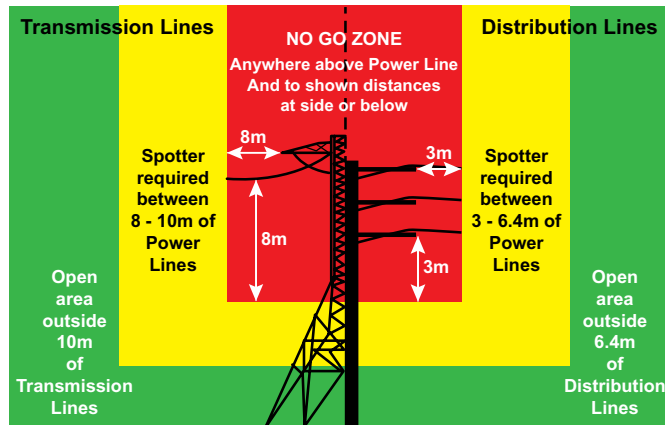 Transmission Lines
NO GO ZONE
Anywhere above Power Line
And to shown distances
at side or below
Distribution Lines
8m
3m
Spotter
required
between
8 - 10m of
Power
Lines
8m
3m
Spotter
required
between
3 - 6.4m of
Power
Lines
Open
area
outside
10m
of
Transmission
Lines
Open
area
outside
6.4m
of
Distribution
Lines